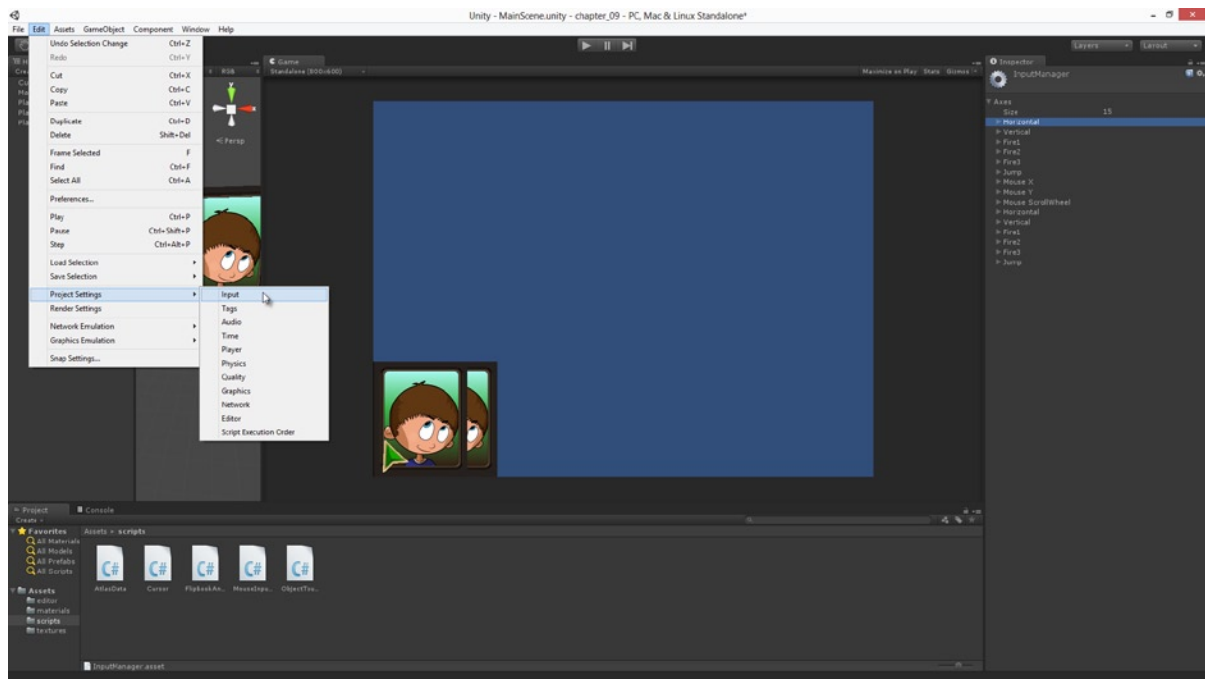 Unity - MainScene.unity - chapter_09 - PC, Mac & Linux Standalone*
File Edit Assets GameObject Component Window Help
Undo Selection Change Ctrl+Z
Redo Ctrl+Y
Cut Ctrl+X
Copy Ctrl+C
Paste Ctrl+V
Duplicate Ctrl+D
Delete Shift+Del
Frame Selected F
Find Ctrl+F
Select All Ctrl+A
Preferences...
Play Ctrl+P
Pause Ctrl+Shift+P
Step Ctrl+Alt+P
Load Selection
Save Selection
Project Settings
Render Settings
Network Emulation
Graphics Emulation
Snap Settings...
Input
Tags
Audio
Time
Player
Physics
Quality
Graphics
Network
Editor
Script Execution Order
RGB
Persp
Game
Standalone (800x600)
Maximize on Play Stats Gizmos
Layers Layout
Inspector
InputManager
Axes
Size 15
Horizontal
Vertical
Fire1
Fire2
Fire3
Jump
Mouse X
Mouse Y
Mouse ScrollWheel
Horizontal
Vertical
Fire1
Fire2
Fire3
Jump
Project Console
Create
Favorites
All Materials
All Models
All Prefabs
All Scripts
Assets
editor
materials
scripts
textures
Assets scripts
C# C# C# C# C#
AtlasData Cursor FlipbookAn... MouseInpu... ObjectToo...
InputManager.asset